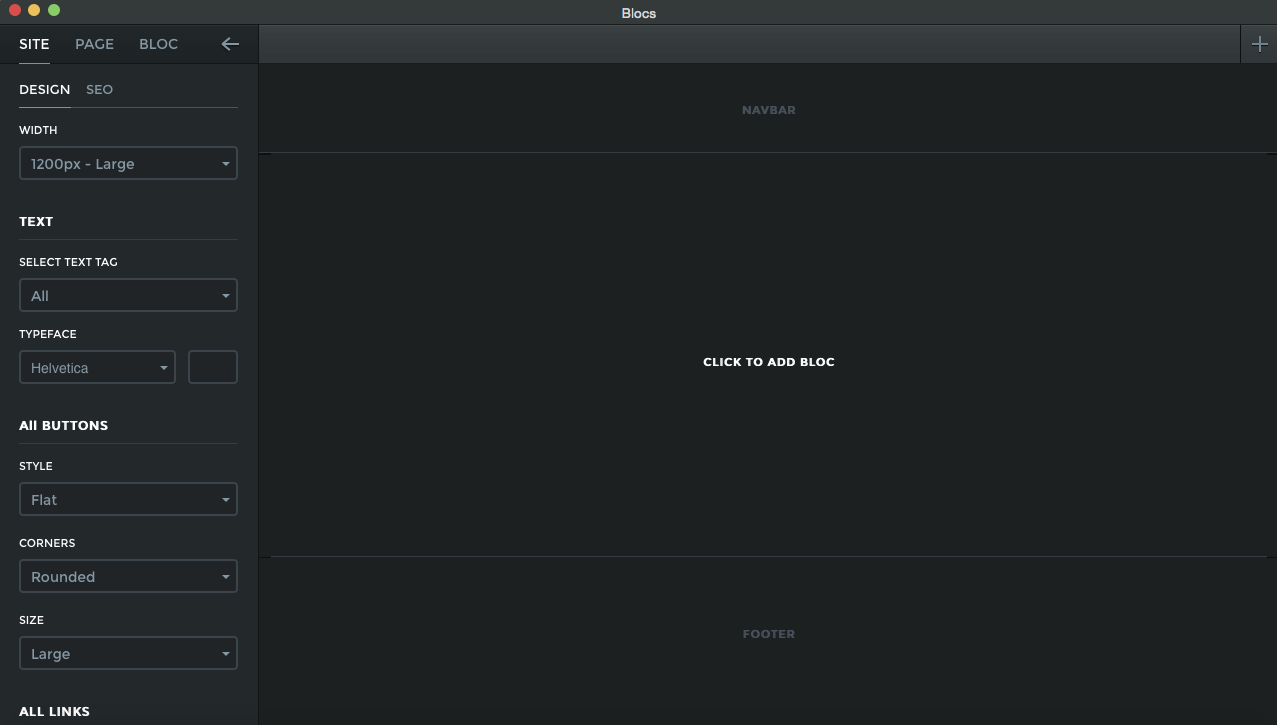 Blocs
SITE PAGE BLOC
DESIGN SEO
WIDTH
1200px - Large
TEXT
SELECT TEXT TAG
All
TYPEFACE
Helvetica
All BUTTONS
STYLE
Flat
CORNERS
Rounded
SIZE
Large
ALL LINKS
NAVBAR
CLICK TO ADD BLOC
FOOTER